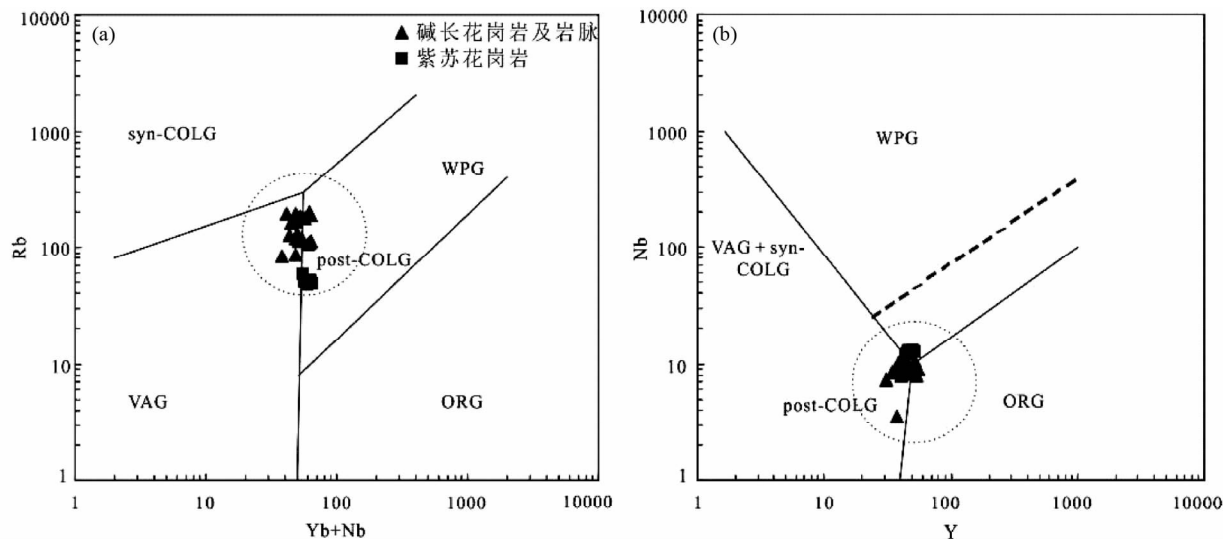 (a)
▲ 碱长花岗岩及岩脉
■ 紫苏花岗岩
10000
1000
100
10
1
Rb
syn-COLG
WPG
post-COLG
VAG
ORG
1
10
100
1000
10000
Yb+Nb
(b)
10000
1000
100
10
1
Nb
WPG
VAG + syn-
COLG
post-COLG
ORG
1
10
100
1000
10000
Y